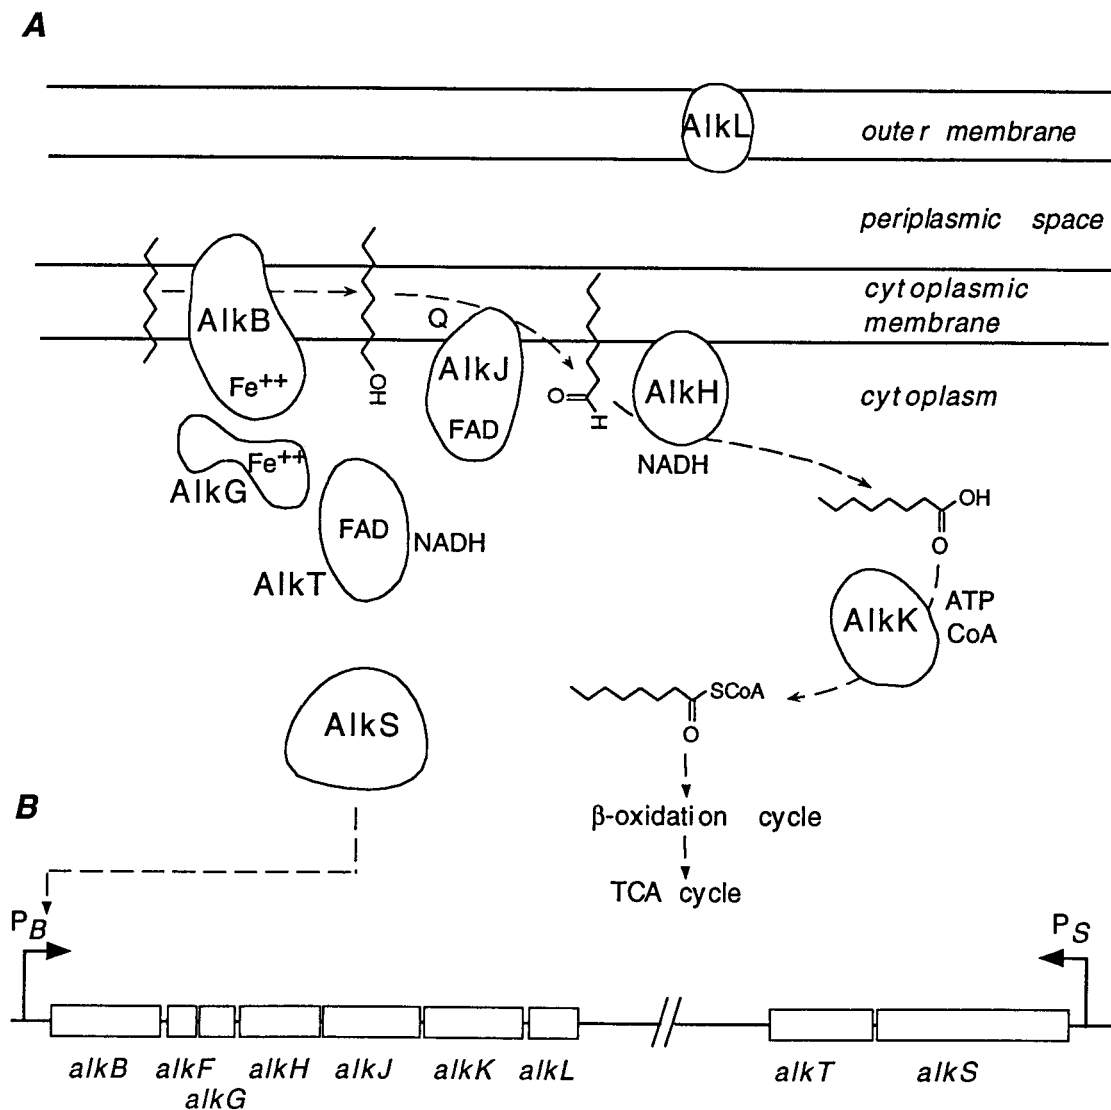 A
AlkL
outer membrane
periplasmic space
cytoplasmic
membrane
AlkB
Q
Fe++
OH
AlkJ
FAD
O
H
AlkH
NADH
cytoplasm
Fe++
AlkG
FAD
NADH
AlkT
OH
O
AlkK
ATP
CoA
SCoA
O
AlkS
β-oxidation cycle
TCA cycle
B
PB
PS
alkB alkF alkH alkJ alkK alkL alkT alkS
alkG